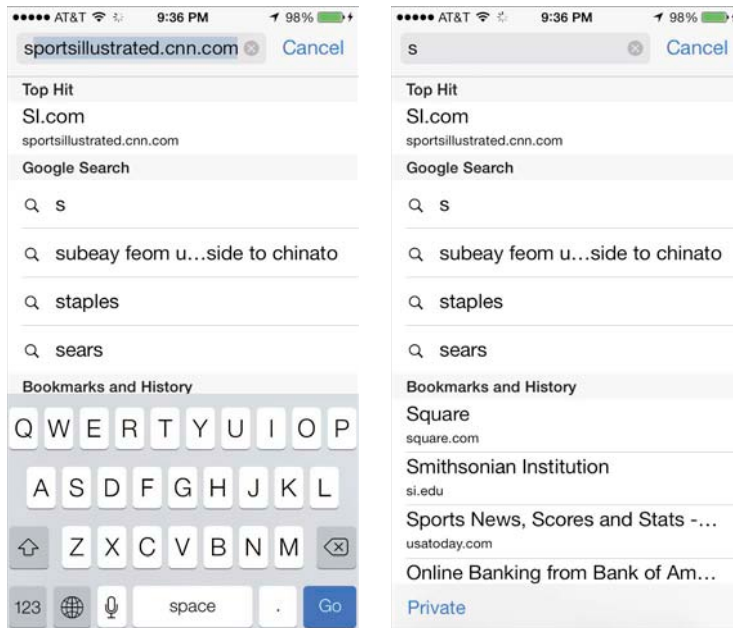 AT&T 9:36 PM 98%
sportsillustrated.cnn.com Cancel
Top Hit
SI.com
sportsillustrated.cnn.com
Google Search
s
subeay feom u...side to chinato
staples
sears
Bookmarks and History
Q W E R T Y U I O P
A S D F G H J K L
Z X C V B N M
123 space . Go
AT&T 9:36 PM 98%
s Cancel
Top Hit
SI.com
sportsillustrated.cnn.com
Google Search
s
subeay feom u...side to chinato
staples
sears
Bookmarks and History
Square
square.com
Smithsonian Institution
si.edu
Sports News, Scores and Stats -...
usatoday.com
Online Banking from Bank of Am...
Private